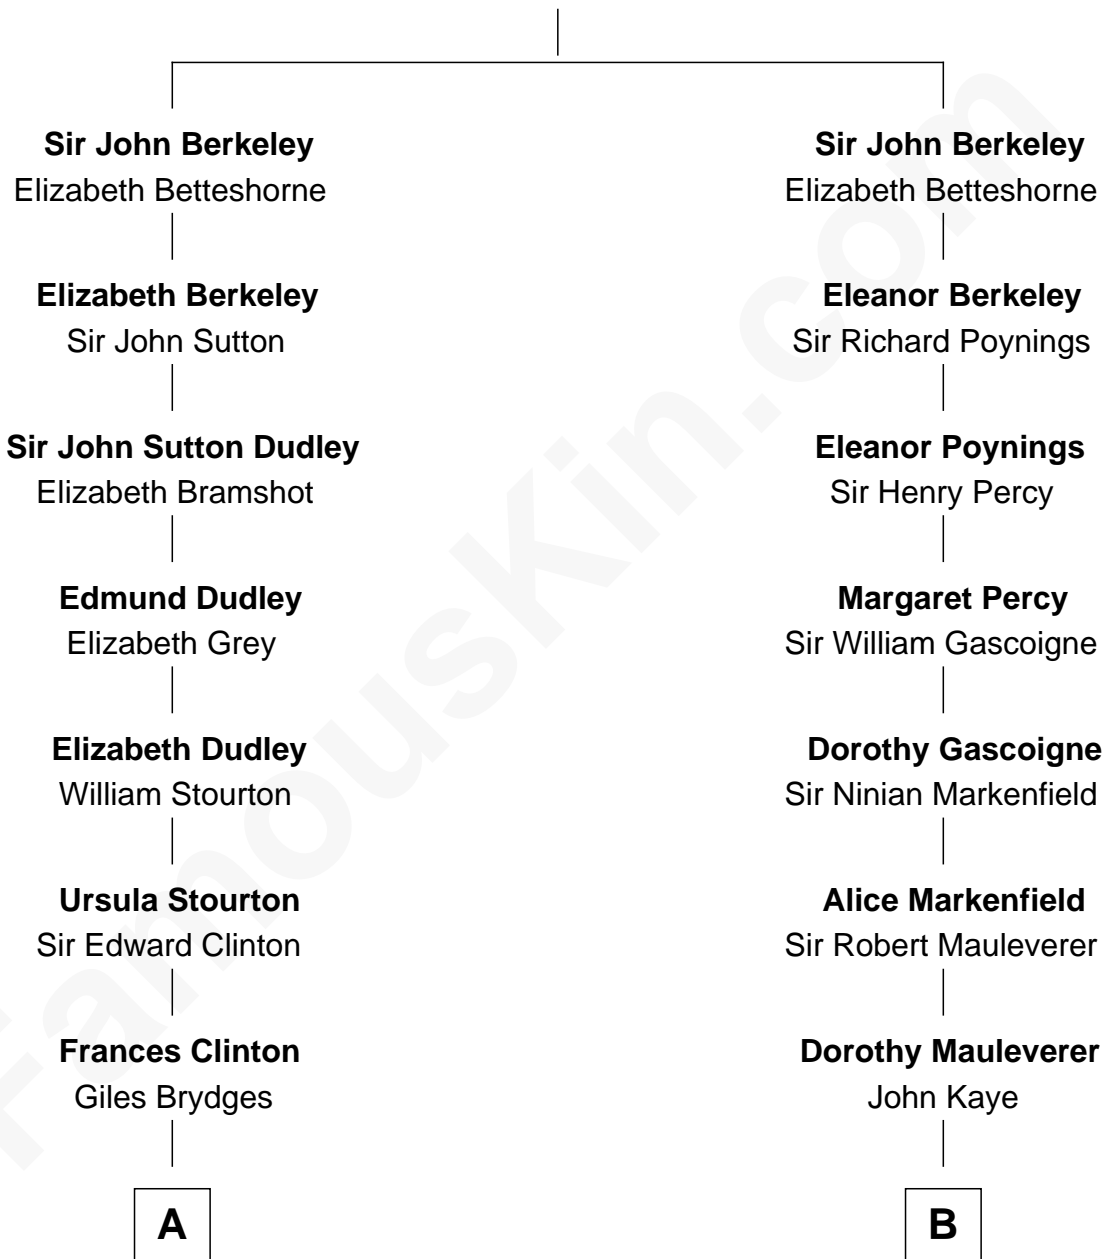 Sir John Berkeley
Elizabeth Betteshorne
Elizabeth Berkeley
Sir John Sutton
Sir John Sutton Dudley
Elizabeth Bramshot
Edmund Dudley
Elizabeth Grey
Elizabeth Dudley
William Stourton
Ursula Stourton
Sir Edward Clinton
Frances Clinton
Giles Brydges
A
Sir John Berkeley
Elizabeth Betteshorne
Eleanor Berkeley
Sir Richard Poynings
Eleanor Poynings
Sir Henry Percy
Margaret Percy
Sir William Gascoigne
Dorothy Gascoigne
Sir Ninian Markenfield
Alice Markenfield
Sir Robert Mauleverer
Dorothy Mauleverer
John Kaye
B
FamousKin.com